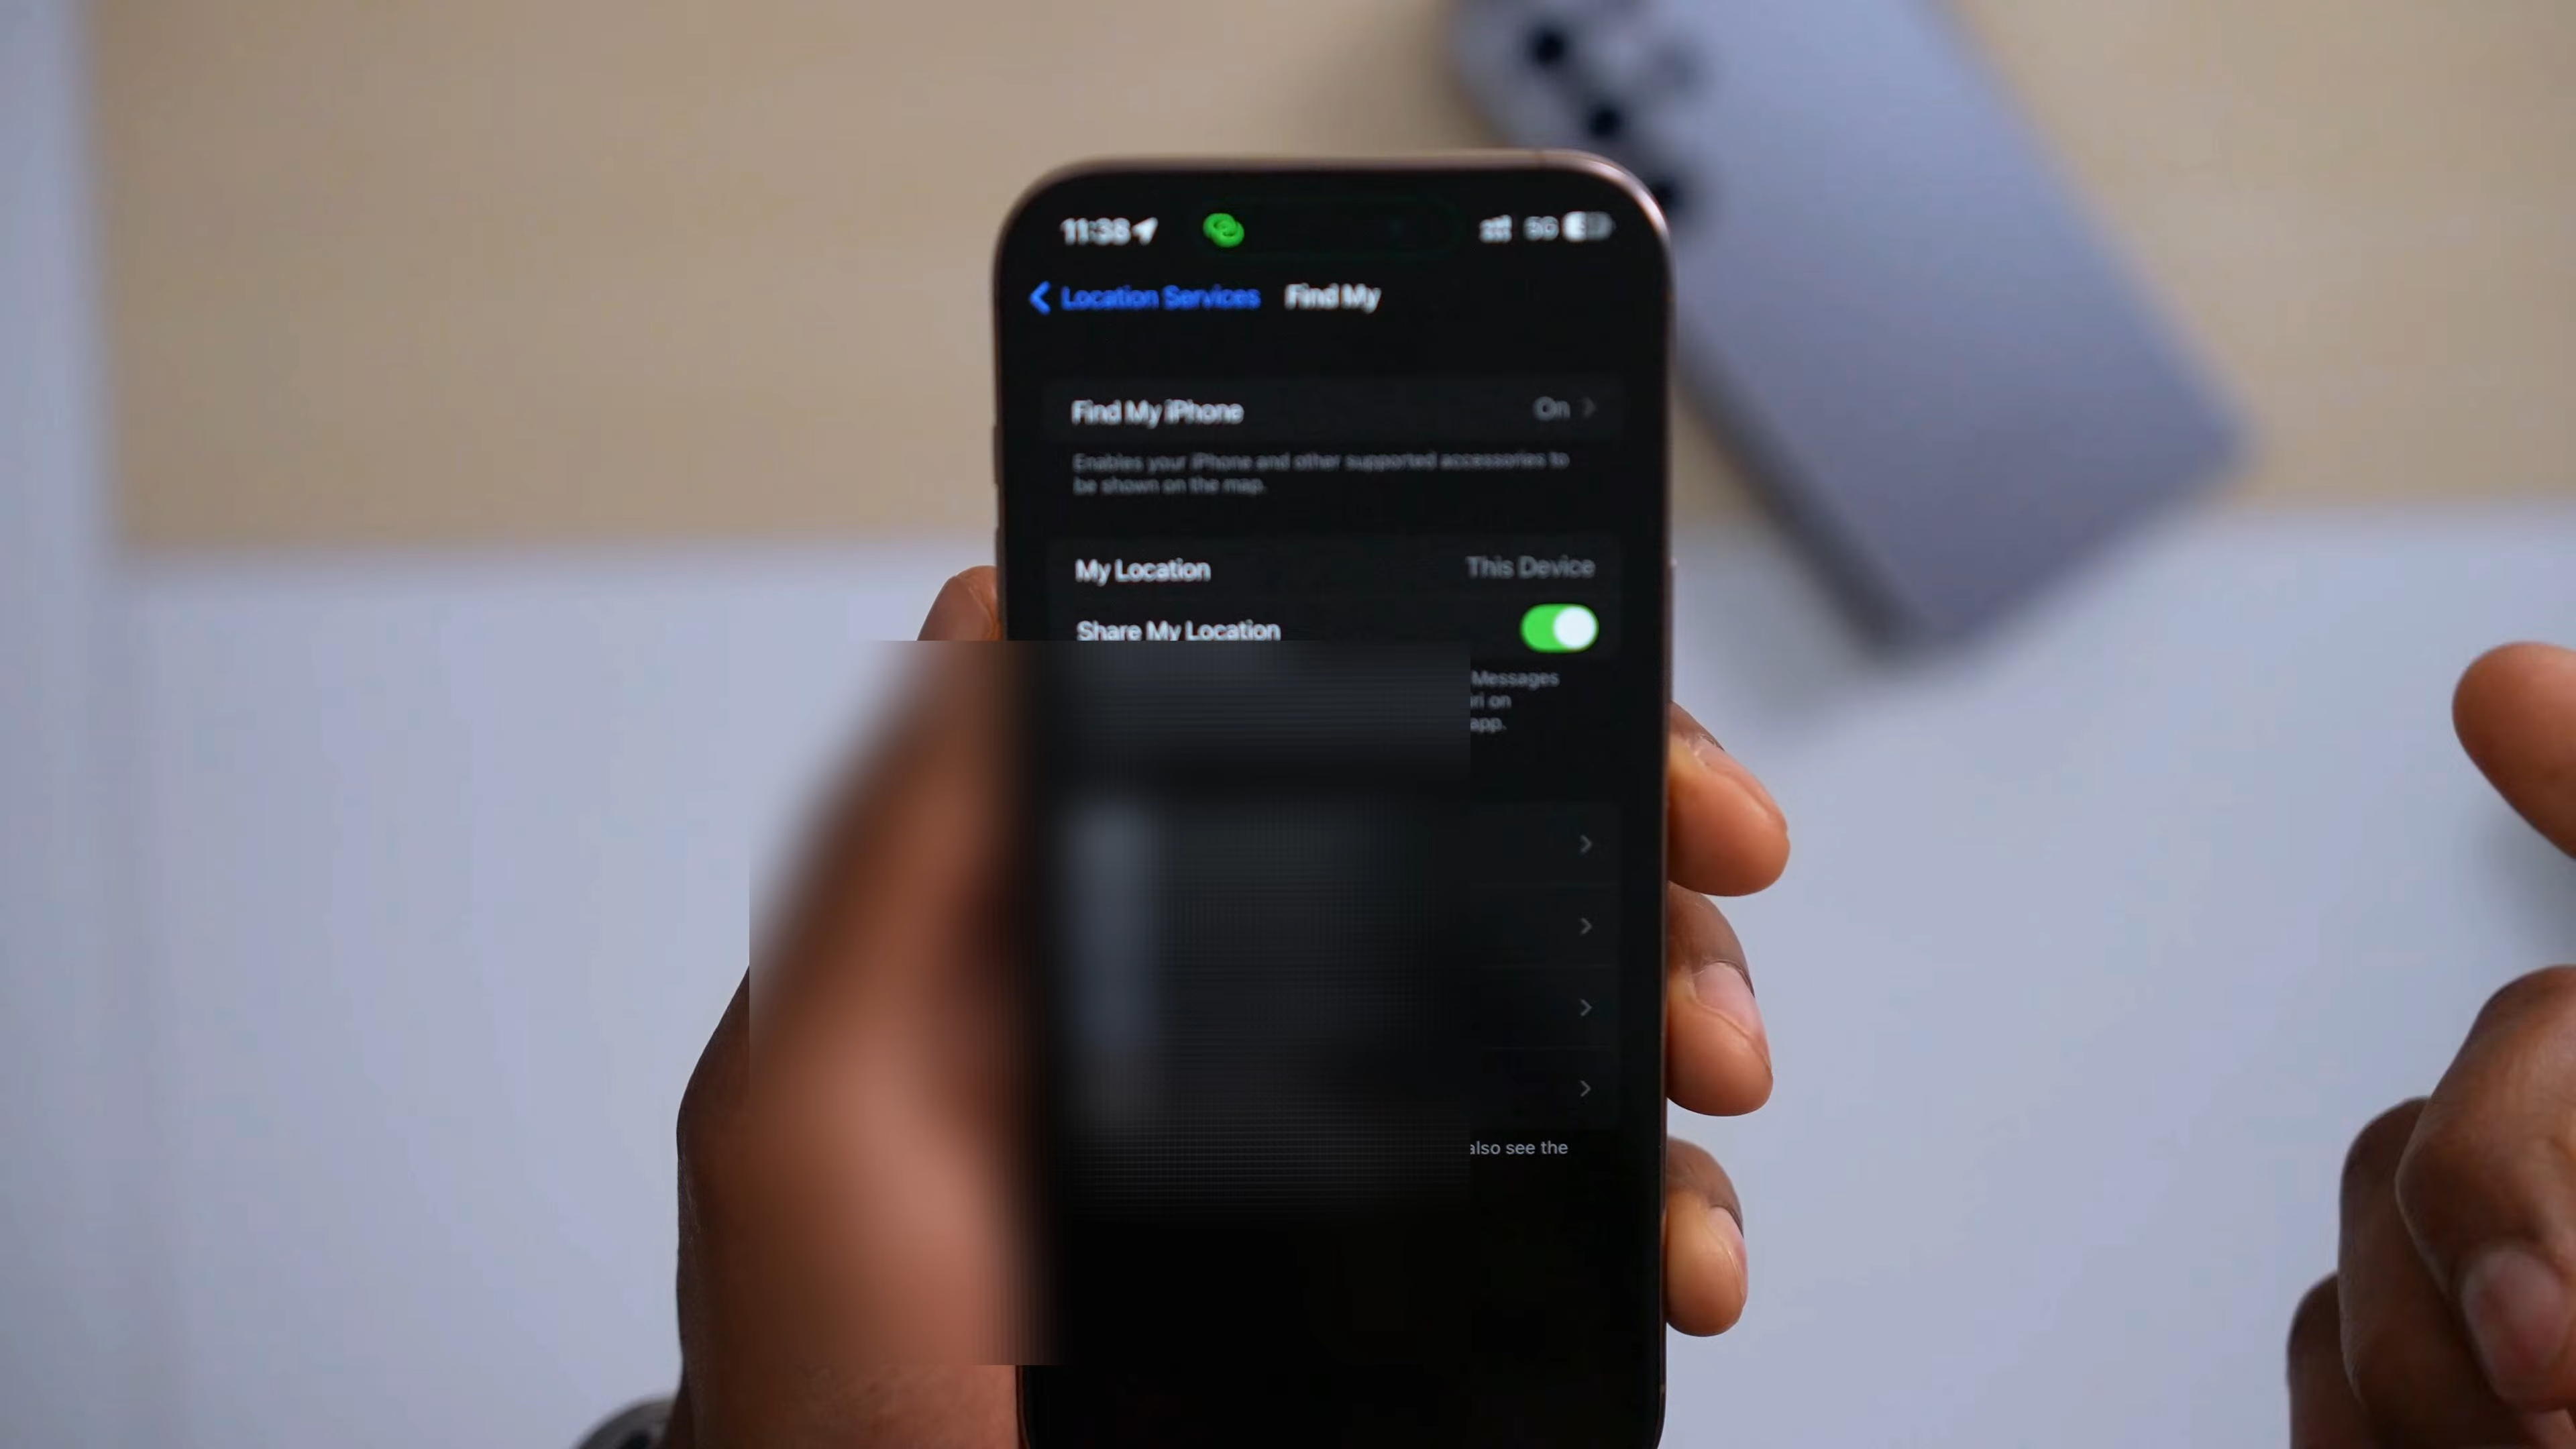 11:38
5G
Location Services
Find My
Find My iPhone
On
Enables your iPhone and other supported accessories to
be shown on the map.
My Location
This Device
Share My Location
Messages
on
app.
also see the